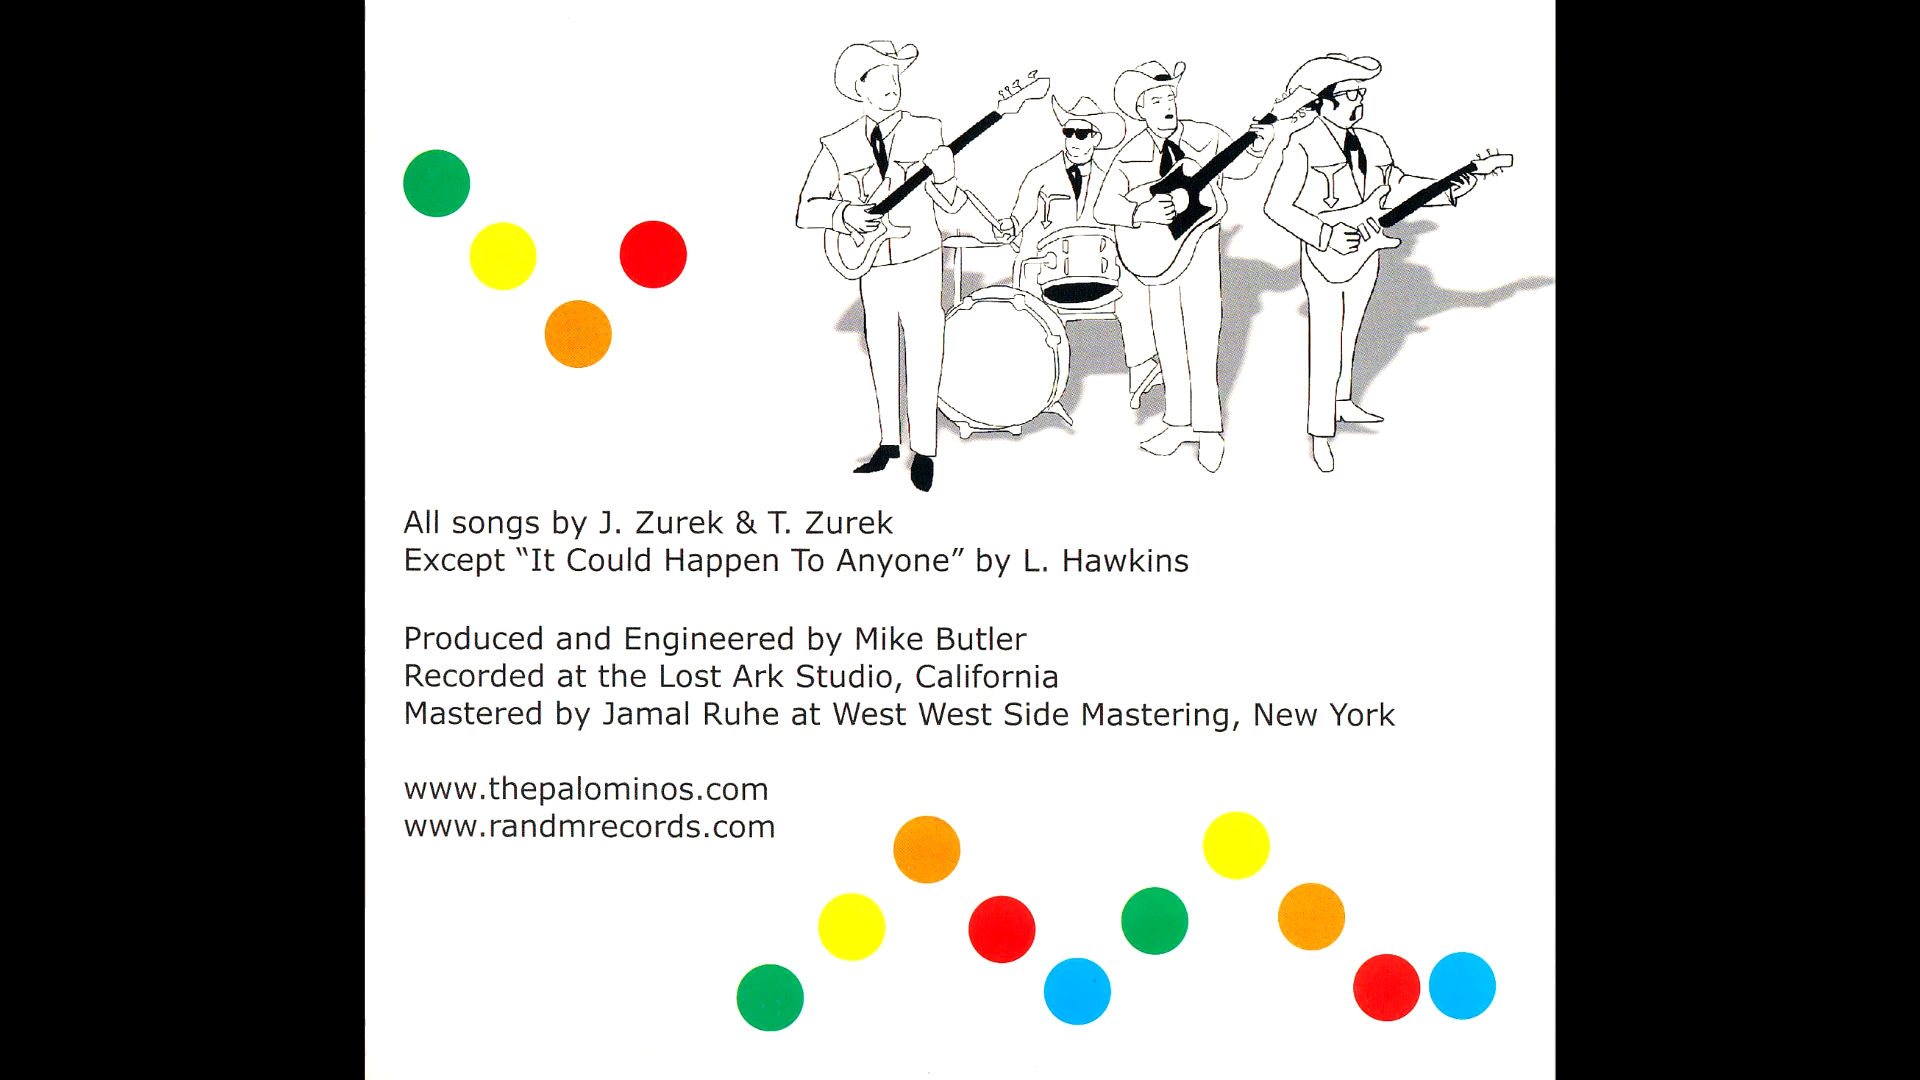 All songs by J. Zurek & T. Zurek
Except “It Could Happen To Anyone” by L. Hawkins
Produced and Engineered by Mike Butler
Recorded at the Lost Ark Studio, California
Mastered by Jamal Ruhe at West West Side Mastering, New York
www.thepalominos.com
www.randmrecords.com